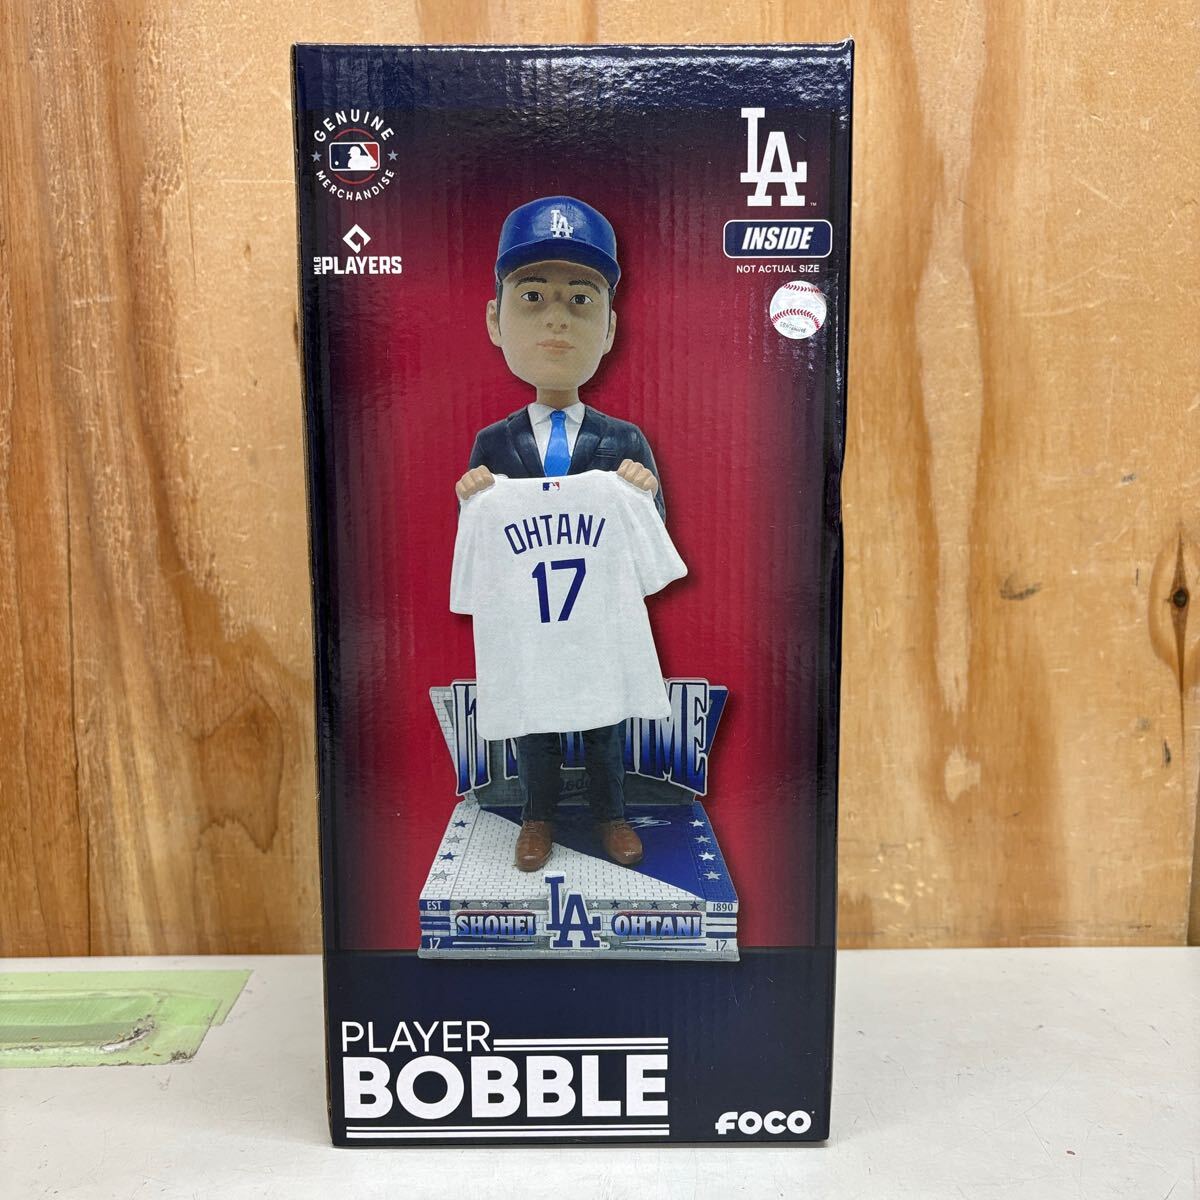 GENUINE
MERCHANDISE
MLB PLAYERS
LA
INSIDE
NOT ACTUAL SIZE
LA
OHTANI
17
TIME
EST.
1890
SHOHEI
LA
OHTANI
17
17
PLAYER
BOBBLE
FOCO